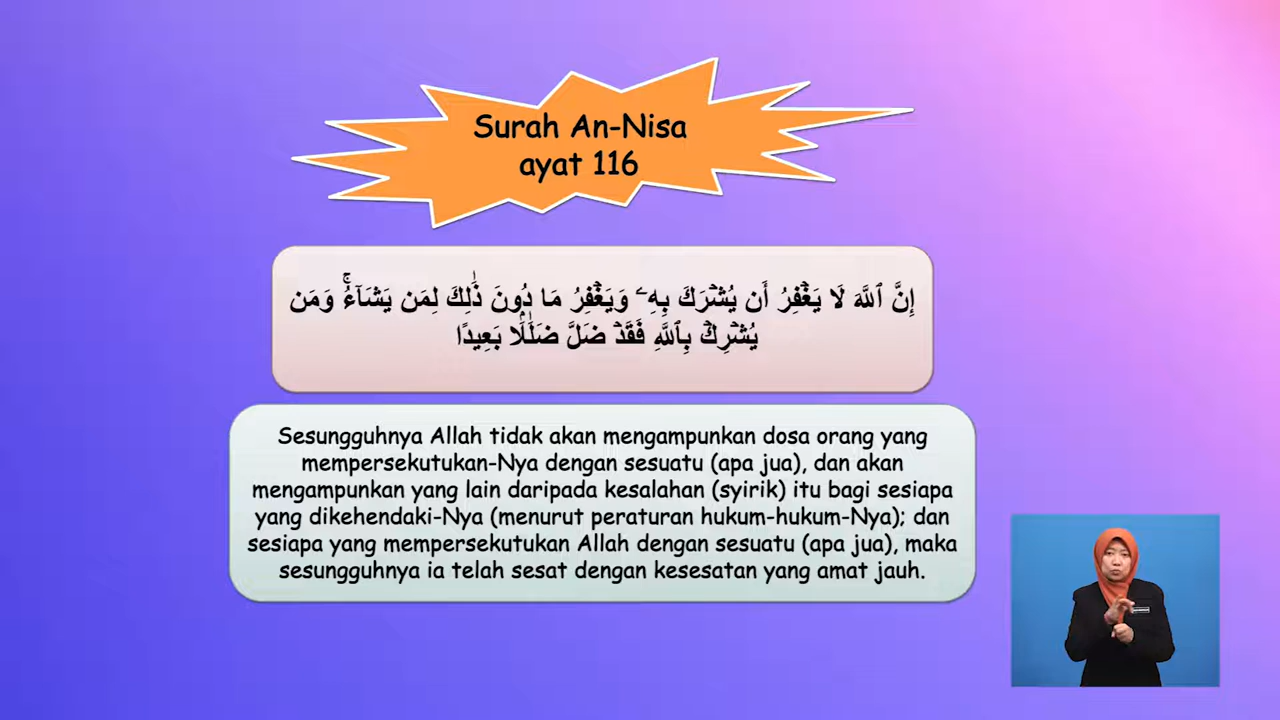 Surah An-Nisa
ayat 116
إِنَّ ٱللَّهَ لَا يَغۡفِرُ أَن يُشۡرَكَ بِهِۦ وَيَغۡفِرُ مَا دُونَ ذَٰلِكَ لِمَن يَشَآءُۚ وَمَن
يُشۡرِكۡ بِٱللَّهِ فَقَدۡ ضَلَّ ضَلَٰلَۢا بَعِيدًا
Sesungguhnya Allah tidak akan mengampunkan dosa orang yang
mempersekutukan-Nya dengan sesuatu (apa jua), dan akan
mengampunkan yang lain daripada kesalahan (syirik) itu bagi sesiapa
yang dikehendaki-Nya (menurut peraturan hukum-hukum-Nya); dan
sesiapa yang mempersekutukan Allah dengan sesuatu (apa jua), maka
sesungguhnya ia telah sesat dengan kesesatan yang amat jauh.